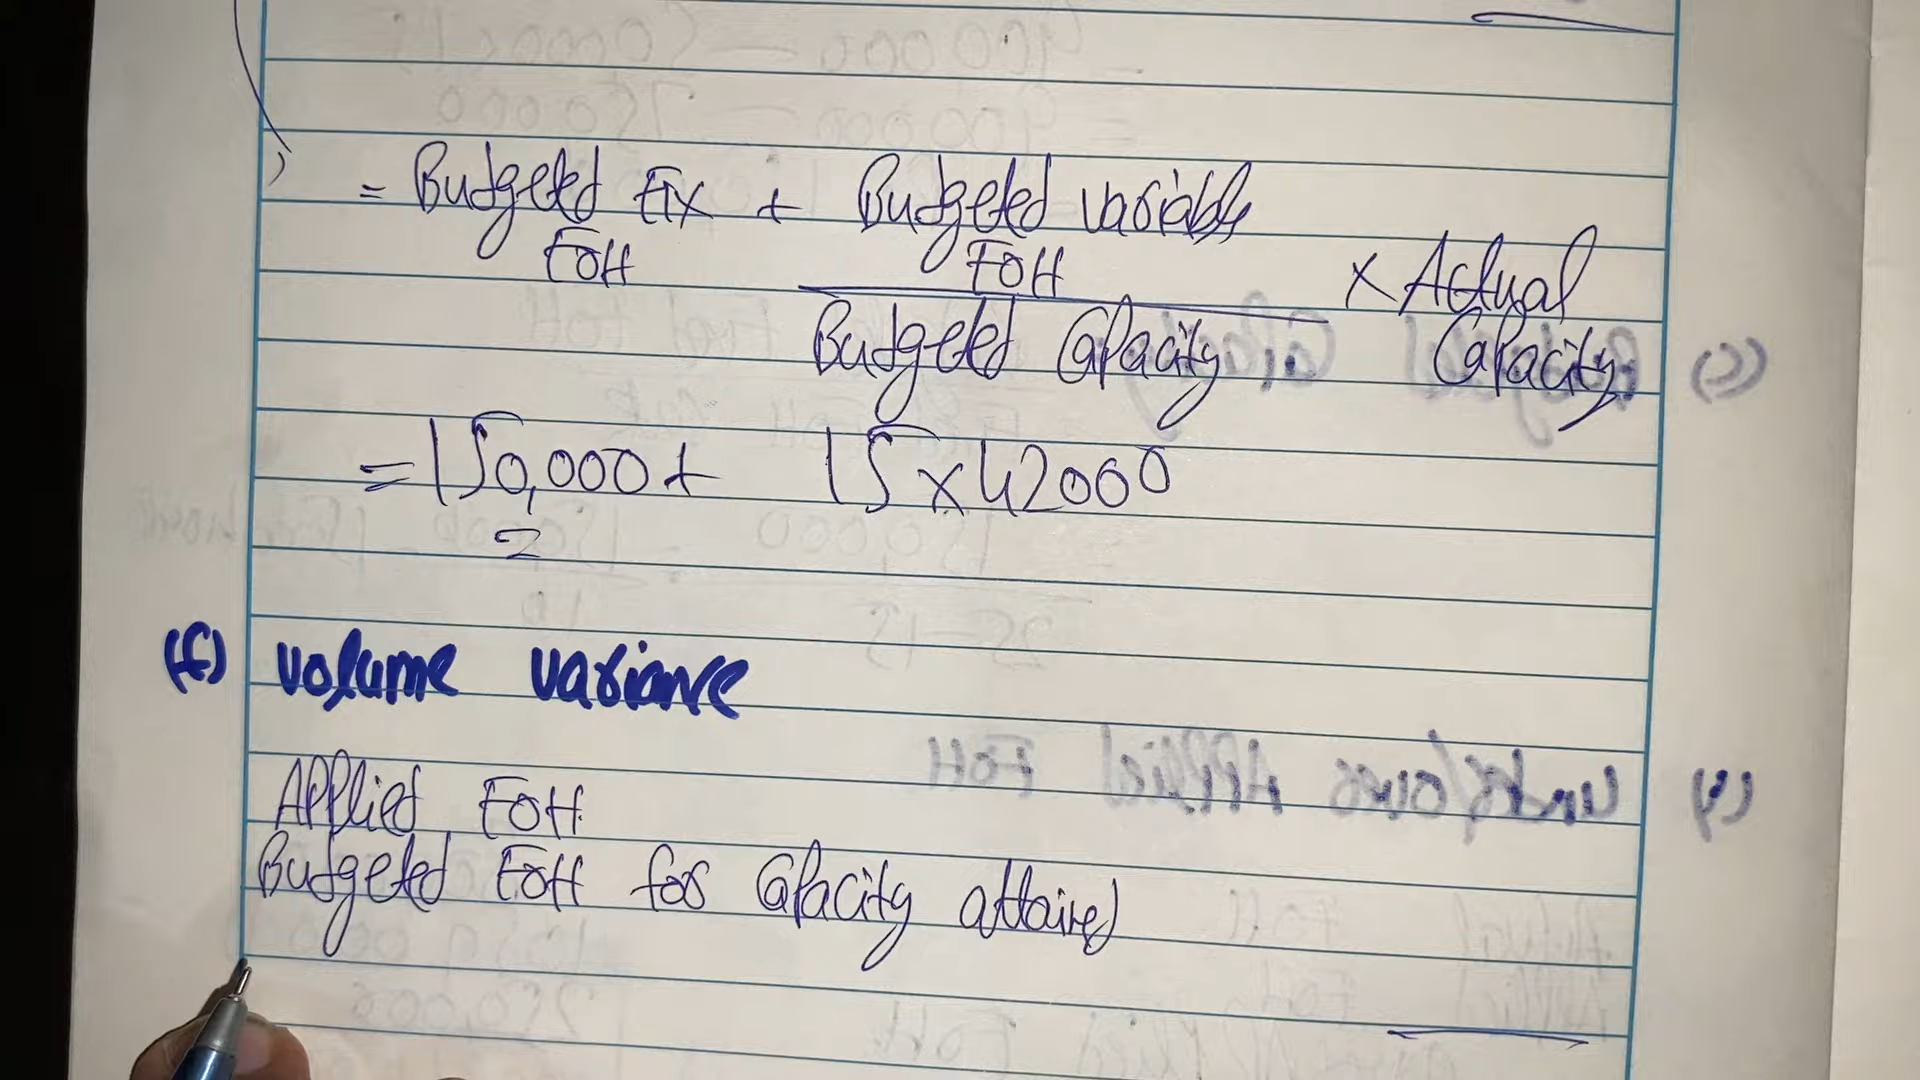 = Budgeted Fix + Budgeted variable
FOH FOH × Actual
Budgeted Capacity Capacity
= 150,000 + 15 × 42000
=
(f) volume variance
Applied FOH
Budgeted FOH for Capacity attained